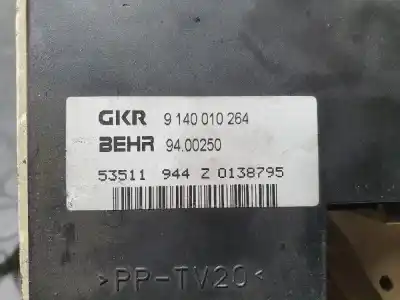 GKR 9 140 010 264
BEHR 94.00250
53511 944 Z 0138795
>PP-TV20<